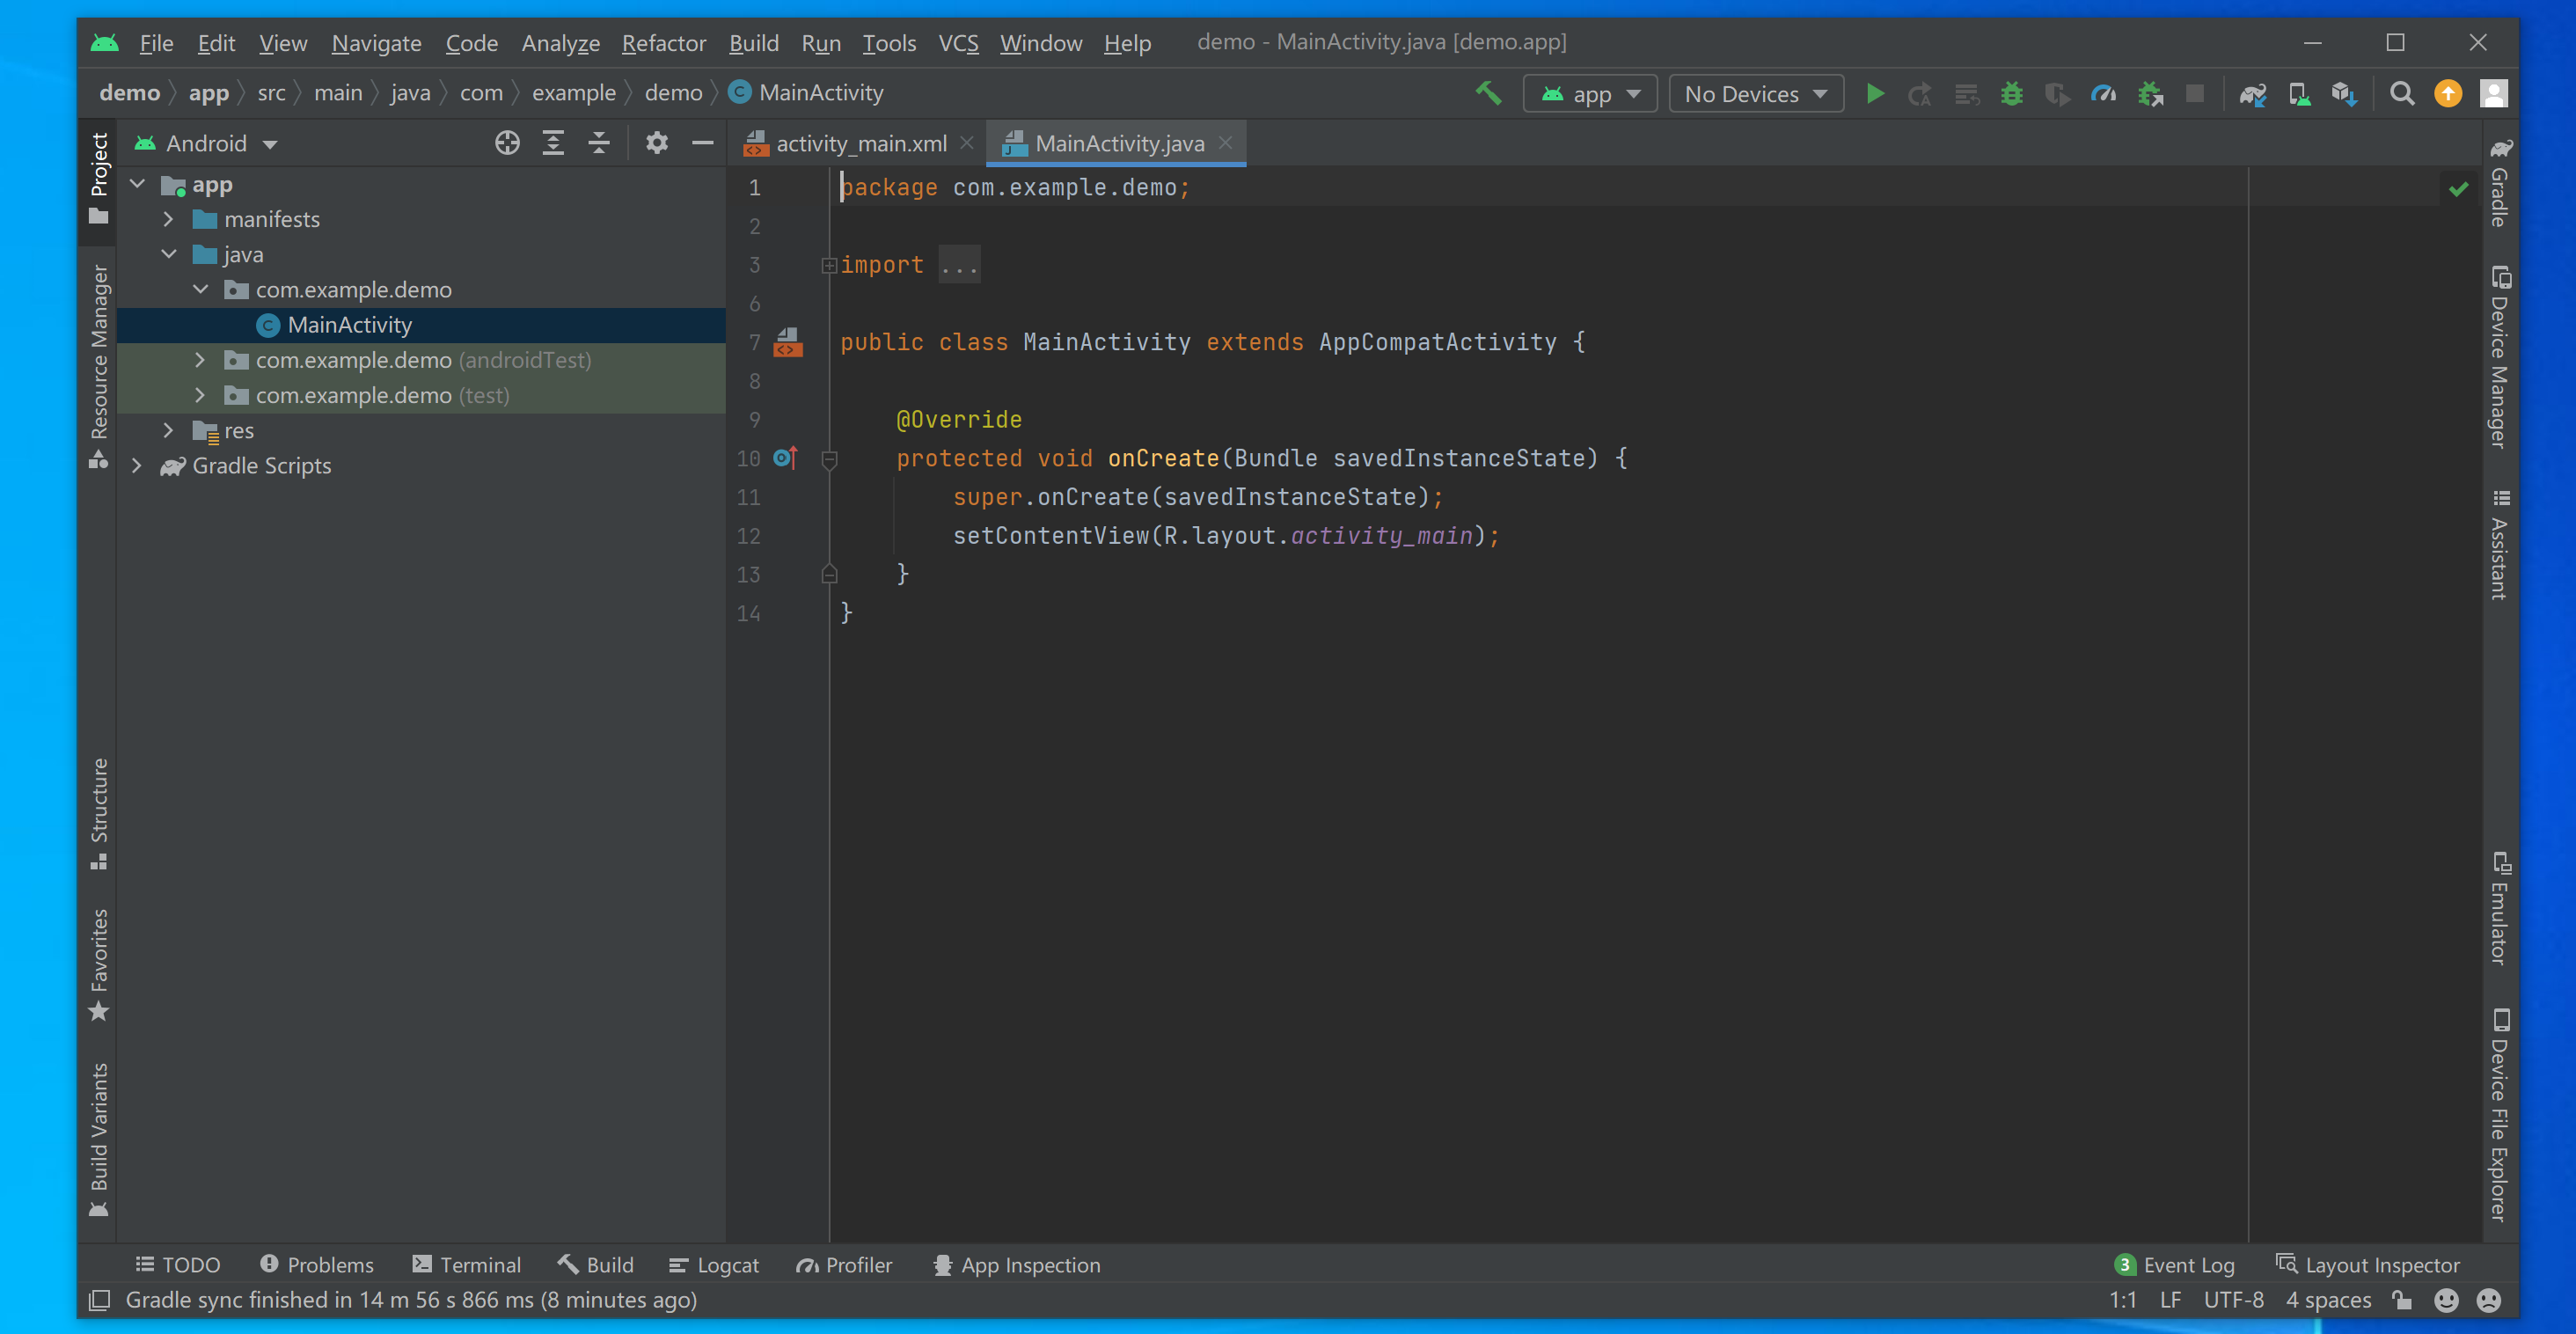 File Edit View Navigate Code Analyze Refactor Build Run Tools VCS Window Help demo - MainActivity.java [demo.app]
demo app src main java com example demo MainActivity app No Devices
Project
Resource Manager
Structure
Favorites
Build Variants
Android
app
manifests
java
com.example.demo
MainActivity
com.example.demo (androidTest)
com.example.demo (test)
res
Gradle Scripts
activity_main.xml MainActivity.java
1 package com.example.demo;
2
3 import ...
6
7 public class MainActivity extends AppCompatActivity {
8
9 @Override
10 protected void onCreate(Bundle savedInstanceState) {
11 super.onCreate(savedInstanceState);
12 setContentView(R.layout.activity_main);
13 }
14 }
Gradle
Device Manager
Assistant
Emulator
Device File Explorer
TODO Problems Terminal Build Logcat Profiler App Inspection 3 Event Log Layout Inspector
Gradle sync finished in 14 m 56 s 866 ms (8 minutes ago) 1:1 LF UTF-8 4 spaces